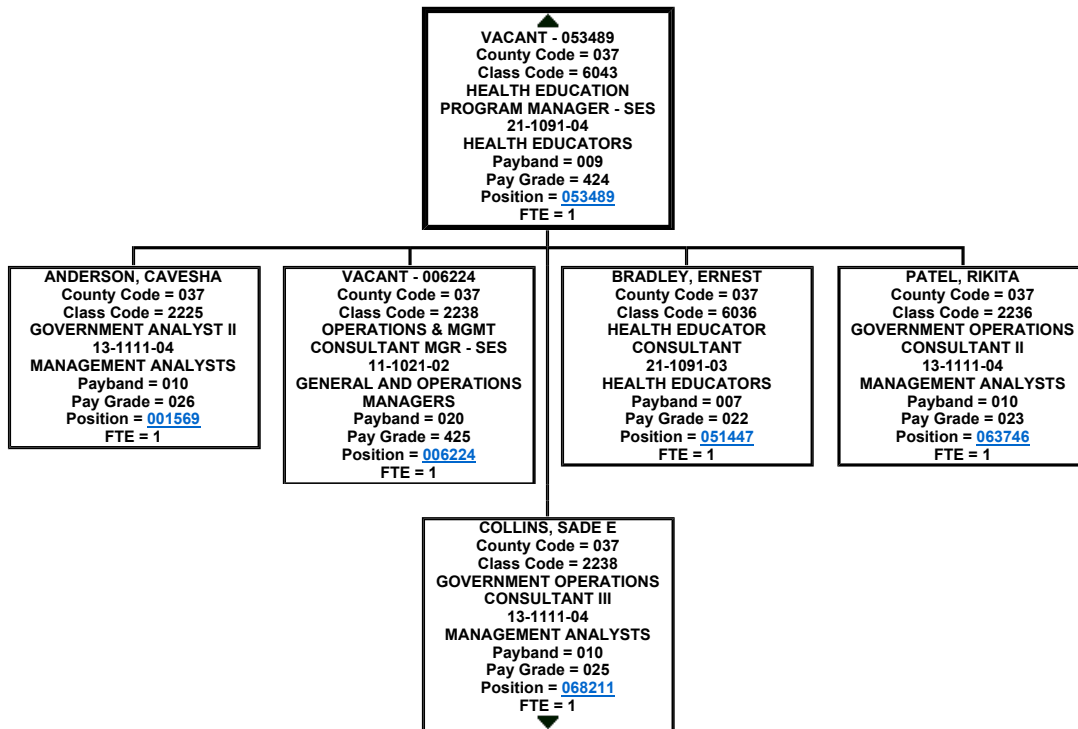 VACANT - 053489
County Code = 037
Class Code = 6043
HEALTH EDUCATION
PROGRAM MANAGER - SES
21-1091-04
HEALTH EDUCATORS
Payband = 009
Pay Grade = 424
Position = 053489
FTE = 1
ANDERSON, CAVESHA
County Code = 037
Class Code = 2225
GOVERNMENT ANALYST II
13-1111-04
MANAGEMENT ANALYSTS
Payband = 010
Pay Grade = 026
Position = 001569
FTE = 1
VACANT - 006224
County Code = 037
Class Code = 2238
OPERATIONS & MGMT
CONSULTANT MGR - SES
11-1021-02
GENERAL AND OPERATIONS
MANAGERS
Payband = 020
Pay Grade = 425
Position = 006224
FTE = 1
BRADLEY, ERNEST
County Code = 037
Class Code = 6036
HEALTH EDUCATOR
CONSULTANT
21-1091-03
HEALTH EDUCATORS
Payband = 007
Pay Grade = 022
Position = 051447
FTE = 1
PATEL, RIKITA
County Code = 037
Class Code = 2236
GOVERNMENT OPERATIONS
CONSULTANT II
13-1111-04
MANAGEMENT ANALYSTS
Payband = 010
Pay Grade = 023
Position = 063746
FTE = 1
COLLINS, SADE E
County Code = 037
Class Code = 2238
GOVERNMENT OPERATIONS
CONSULTANT III
13-1111-04
MANAGEMENT ANALYSTS
Payband = 010
Pay Grade = 025
Position = 068211
FTE = 1